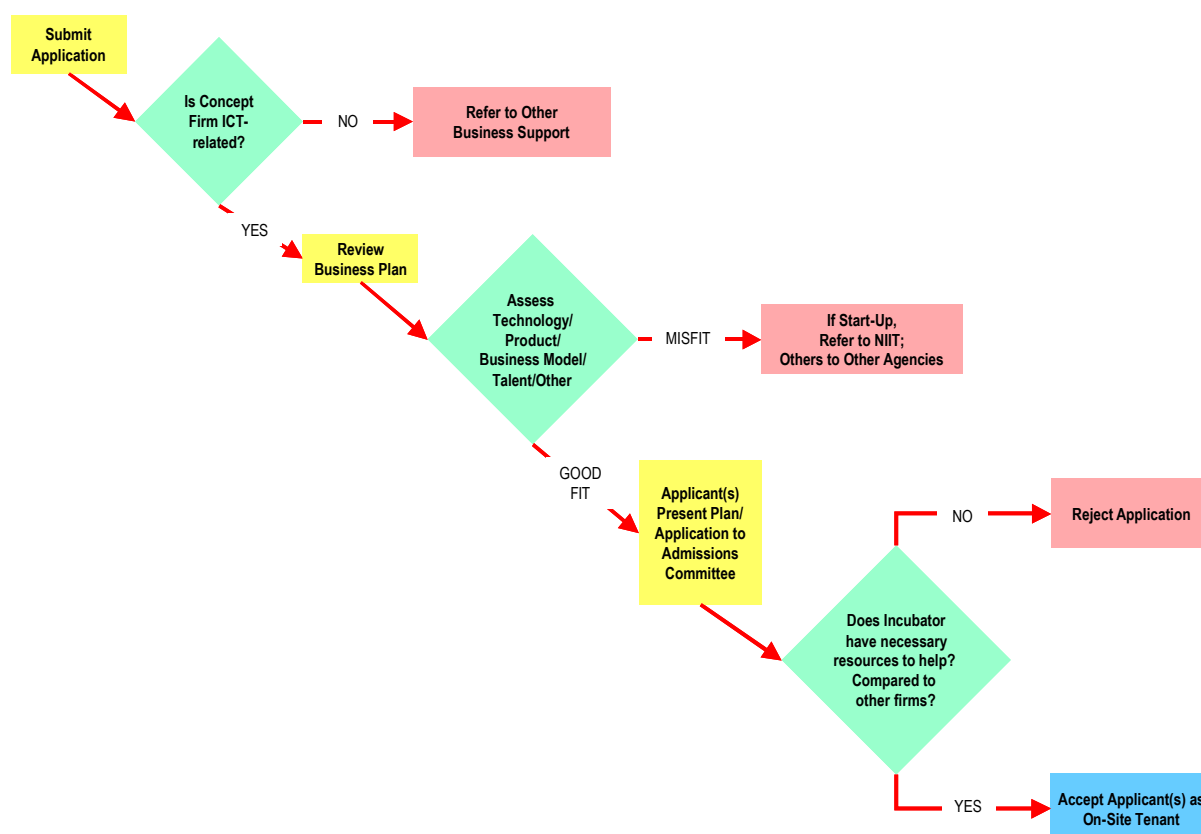 Submit
Application
Is Concept
Firm ICT-
related?
NO
Refer to Other
Business Support
YES
Review
Business Plan
Assess
Technology/
Product/
Business Model/
Talent/Other
MISFIT
If Start-Up,
Refer to NIIT;
Others to Other Agencies
GOOD
FIT
Applicant(s)
Present Plan/
Application to
Admissions
Committee
NO
Reject Application
Does Incubator
have necessary
resources to help?
Compared to
other firms?
YES
Accept Applicant(s) as
On-Site Tenant